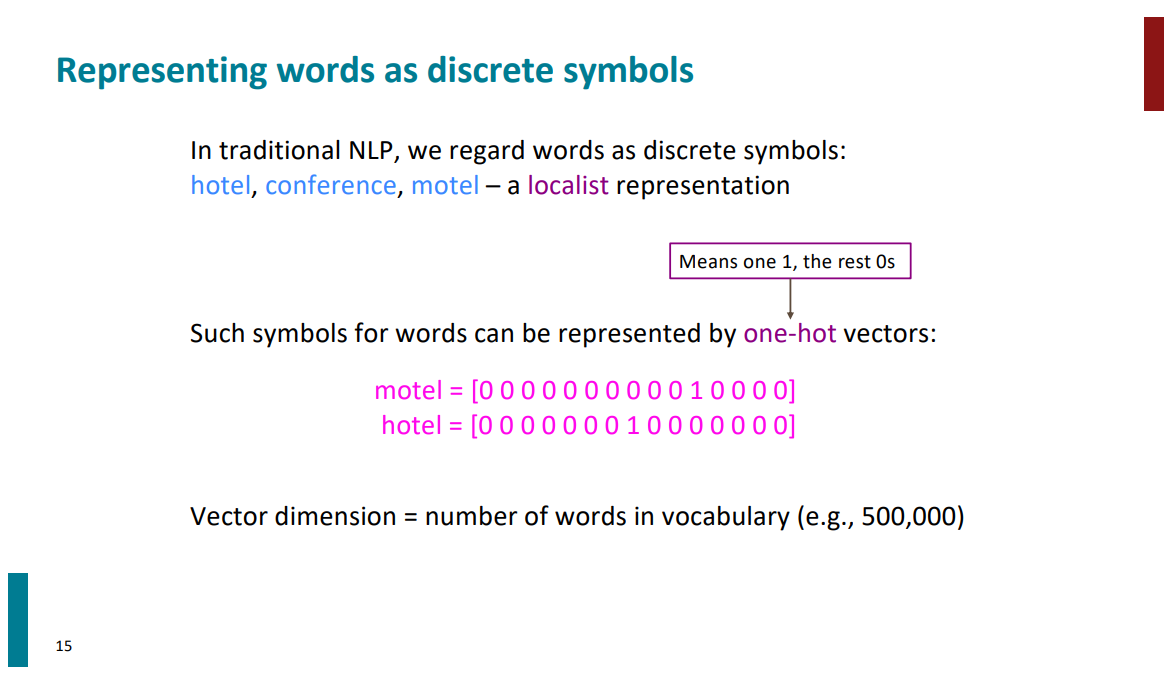 Representing words as discrete symbols
In traditional NLP, we regard words as discrete symbols:
hotel, conference, motel – a localist representation
Means one 1, the rest 0s
Such symbols for words can be represented by one-hot vectors:
motel = [0 0 0 0 0 0 0 0 0 0 1 0 0 0 0]
hotel = [0 0 0 0 0 0 0 1 0 0 0 0 0 0 0]
Vector dimension = number of words in vocabulary (e.g., 500,000)
15